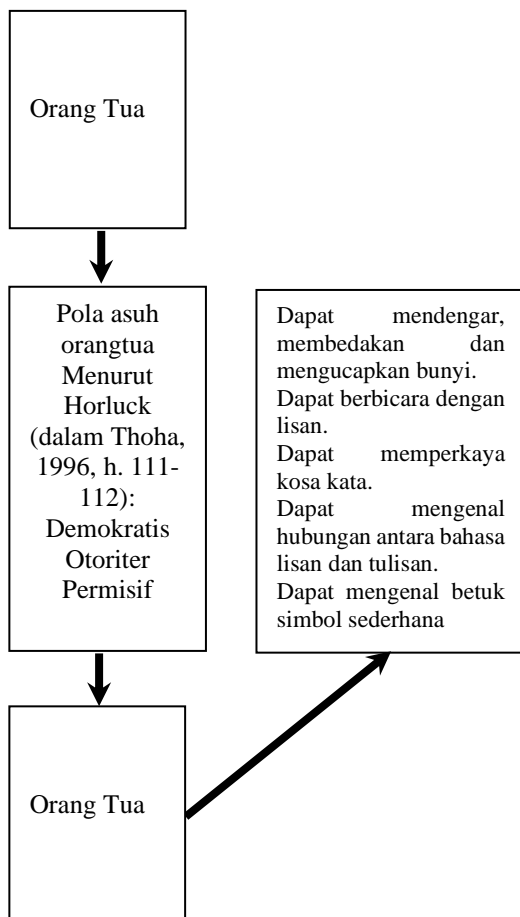 Orang Tua
Pola asuh
orangtua
Menurut
Horluck
(dalam Thoha,
1996, h. 111-
112):
Demokratis
Otoriter
Permisif
Orang Tua
Dapat mendengar,
membedakan dan
mengucapkan bunyi.
Dapat berbicara dengan
lisan.
Dapat memperkaya
kosa kata.
Dapat mengenal
hubungan antara bahasa
lisan dan tulisan.
Dapat mengenal betuk
simbol sederhana